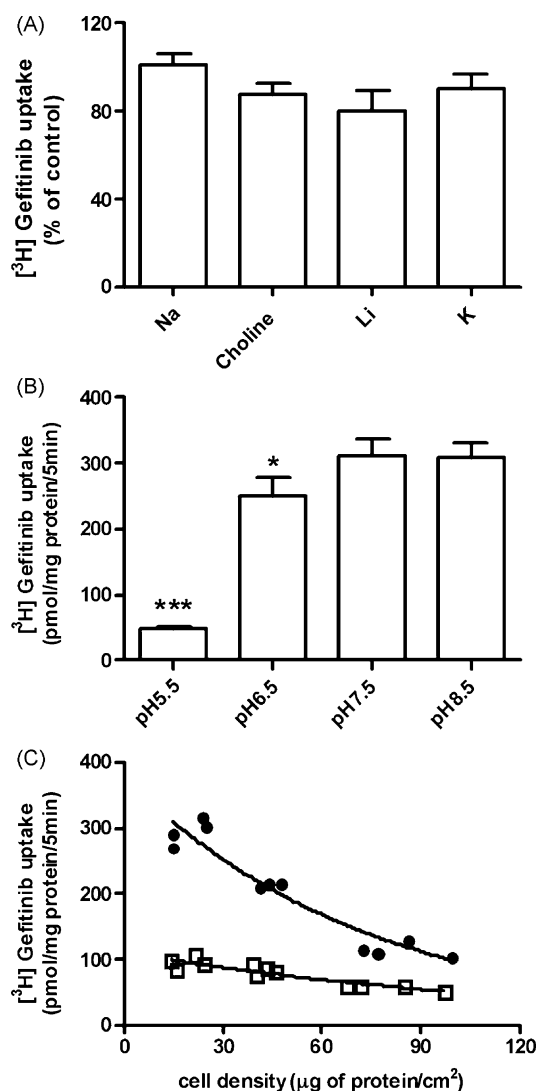 (A)
[³H] Gefitinib uptake
(% of control)
120
80
40
0
Na
Choline
Li
K
(B)
[³H] Gefitinib uptake
(pmol/mg protein/5min)
400
300
200
100
0
***
*
pH5.5
pH6.5
pH7.5
pH8.5
(C)
[³H] Gefitinib uptake
(pmol/mg protein/5min)
400
300
200
100
0
0
30
60
90
120
cell density (µg of protein/cm²)